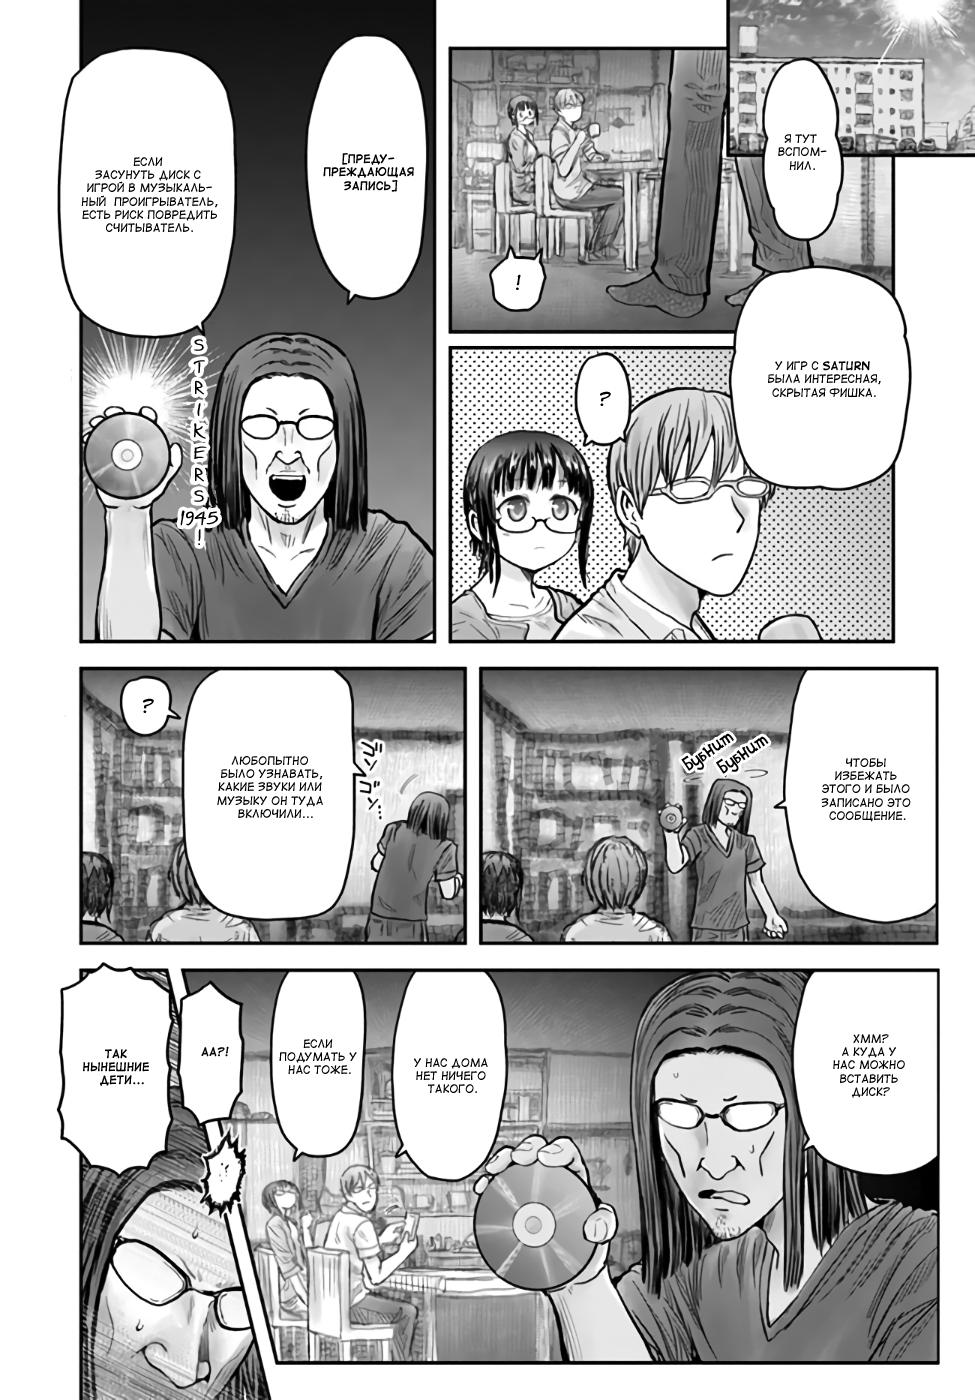 Я ТУТ
ВСПОМ-
НИЛ.
!
У ИГР С SATURN
БЫЛА ИНТЕРЕСНАЯ,
СКРЫТАЯ ФИШКА.
?
[ПРЕДУ-
ПРЕЖДАЮЩАЯ
ЗАПИСЬ]
ЕСЛИ
ЗАСУНУТЬ ДИСК С
ИГРОЙ В МУЗЫКАЛЬ-
НЫЙ ПРОИГРЫВАТЕЛЬ,
ЕСТЬ РИСК ПОВРЕДИТЬ
СЧИТЫВАТЕЛЬ.
STRIKERS
1945
!
ЧТОБЫ
ИЗБЕЖАТЬ
ЭТОГО И БЫЛО
ЗАПИСАНО ЭТО
СООБЩЕНИЕ.
Бубнит
Бубнит
ЛЮБОПЫТНО
БЫЛО УЗНАВАТЬ,
КАКИЕ ЗВУКИ ИЛИ
МУЗЫКУ ОН ТУДА
ВКЛЮЧИЛИ...
?
ХММ?
А КУДА У
НАС МОЖНО
ВСТАВИТЬ
ДИСК?
У НАС ДОМА
НЕТ НИЧЕГО
ТАКОГО.
ЕСЛИ
ПОДУМАТЬ У
НАС ТОЖЕ.
АА?!
ТАК
НЫНЕШНИЕ
ДЕТИ...